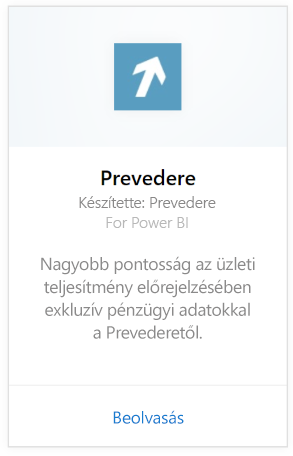 Prevedere
Készítette: Prevedere
For Power BI
Nagyobb pontosság az üzleti
teljesítmény előrejelzésében
exkluzív pénzügyi adatokkal
a Prevederetől.
Beolvasás